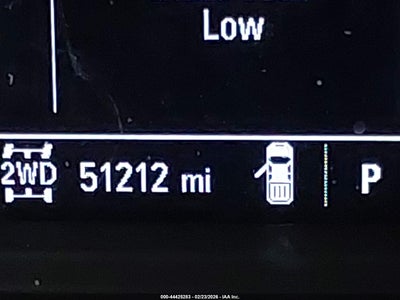 Low
2WD 51212 mi P
000-44425283 - 02/23/2026 - IAA Inc.